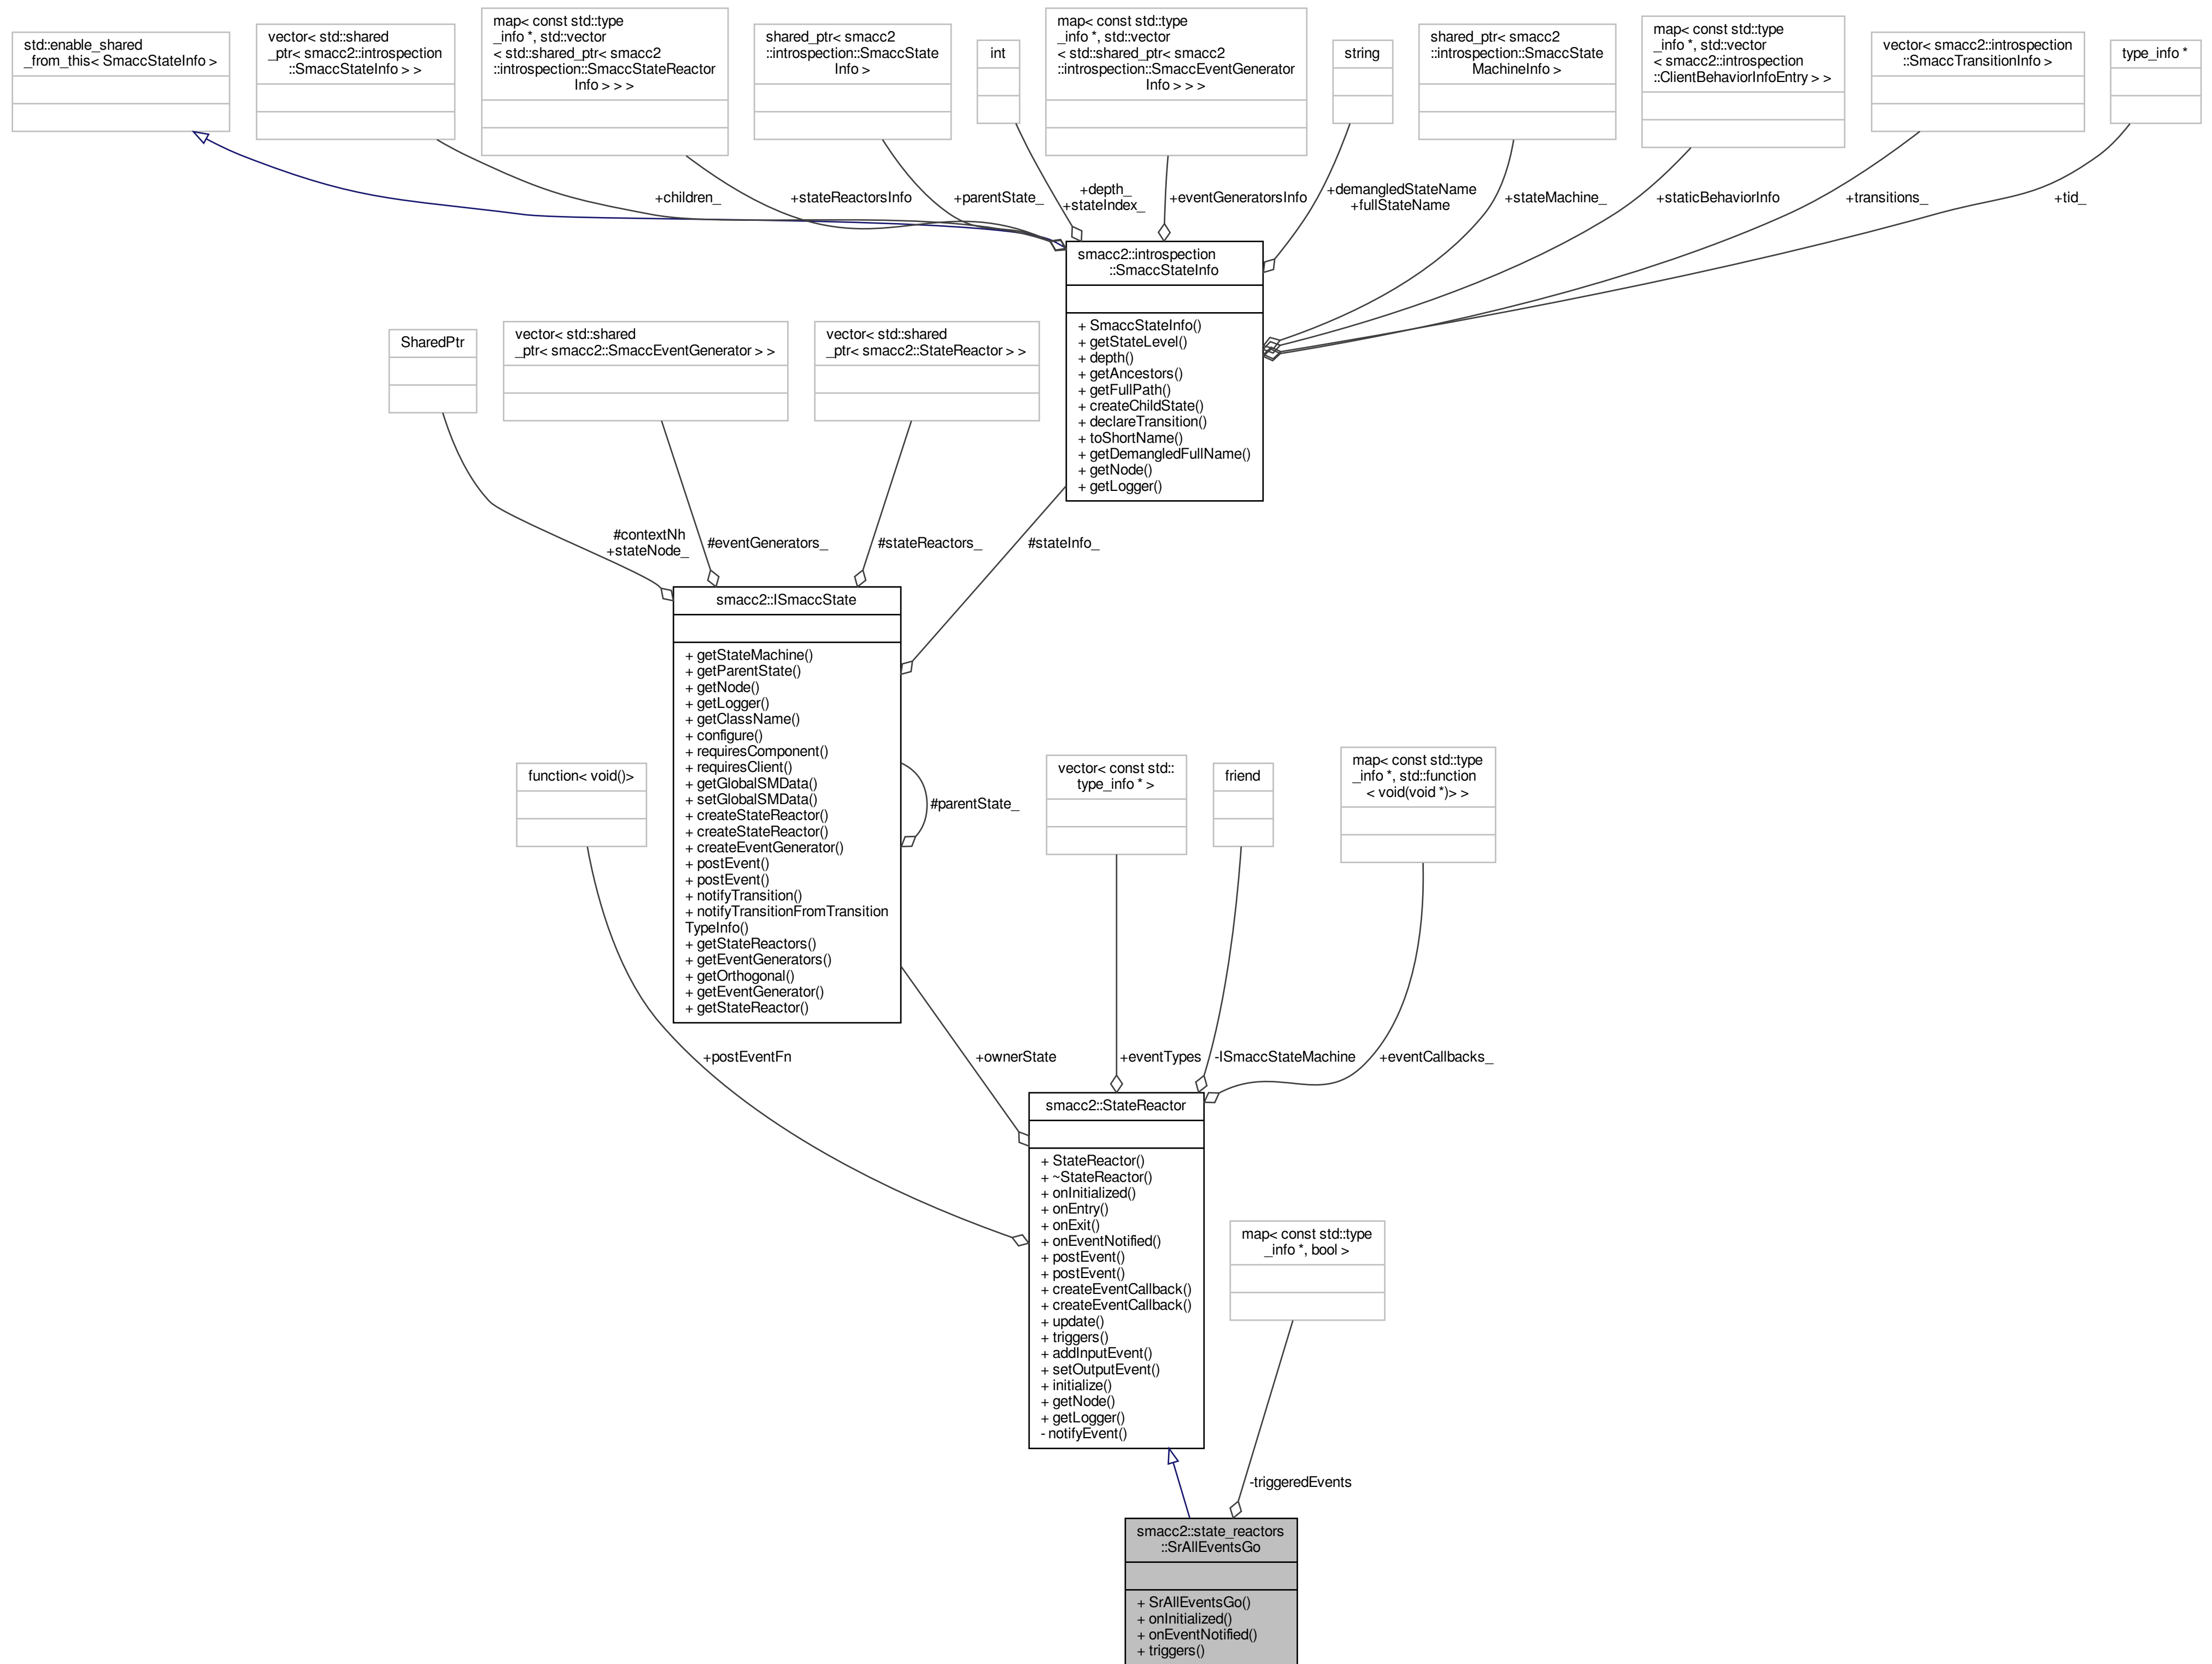 std::enable_shared
_from_this< SmaccStateInfo >
vector< std::shared
_ptr< smacc2::introspection
::SmaccStateInfo > >
map< const std::type
_info *, std::vector
< std::shared_ptr< smacc2
::introspection::SmaccStateReactor
Info > > >
shared_ptr< smacc2
::introspection::SmaccState
Info >
int
map< const std::type
_info *, std::vector
< std::shared_ptr< smacc2
::introspection::SmaccEventGenerator
Info > > >
string
shared_ptr< smacc2
::introspection::SmaccState
MachineInfo >
map< const std::type
_info *, std::vector
< smacc2::introspection
::ClientBehaviorInfoEntry > >
vector< smacc2::introspection
::SmaccTransitionInfo >
type_info *
+children_
+stateReactorsInfo
+parentState_
+depth_
+stateIndex_
+eventGeneratorsInfo
+demangledStateName
+fullStateName
+stateMachine_
+staticBehaviorInfo
+transitions_
+tid_
smacc2::introspection
::SmaccStateInfo
+ SmaccStateInfo()
+ getStateLevel()
+ depth()
+ getAncestors()
+ getFullPath()
+ createChildState()
+ declareTransition()
+ toShortName()
+ getDemangledFullName()
+ getNode()
+ getLogger()
SharedPtr
vector< std::shared
_ptr< smacc2::SmaccEventGenerator > >
vector< std::shared
_ptr< smacc2::StateReactor > >
#contextNh
+stateNode_
#eventGenerators_
#stateReactors_
#stateInfo_
smacc2::ISmaccState
+ getStateMachine()
+ getParentState()
+ getNode()
+ getLogger()
+ getClassName()
+ configure()
+ requiresComponent()
+ requiresClient()
+ getGlobalSMData()
+ setGlobalSMData()
+ createStateReactor()
+ createStateReactor()
+ createEventGenerator()
+ postEvent()
+ postEvent()
+ notifyTransition()
+ notifyTransitionFromTransition
TypeInfo()
+ getStateReactors()
+ getEventGenerators()
+ getOrthogonal()
+ getEventGenerator()
+ getStateReactor()
#parentState_
function< void()>
vector< const std::
type_info * >
friend
map< const std::type
_info *, std::function
< void(void *)> >
+postEventFn
+ownerState
+eventTypes
-ISmaccStateMachine
+eventCallbacks_
smacc2::StateReactor
+ StateReactor()
+ ~StateReactor()
+ onInitialized()
+ onEntry()
+ onExit()
+ onEventNotified()
+ postEvent()
+ postEvent()
+ createEventCallback()
+ createEventCallback()
+ update()
+ triggers()
+ addInputEvent()
+ setOutputEvent()
+ initialize()
+ getNode()
+ getLogger()
- notifyEvent()
map< const std::type
_info *, bool >
-triggeredEvents
smacc2::state_reactors
::SrAllEventsGo
+ SrAllEventsGo()
+ onInitialized()
+ onEventNotified()
+ triggers()